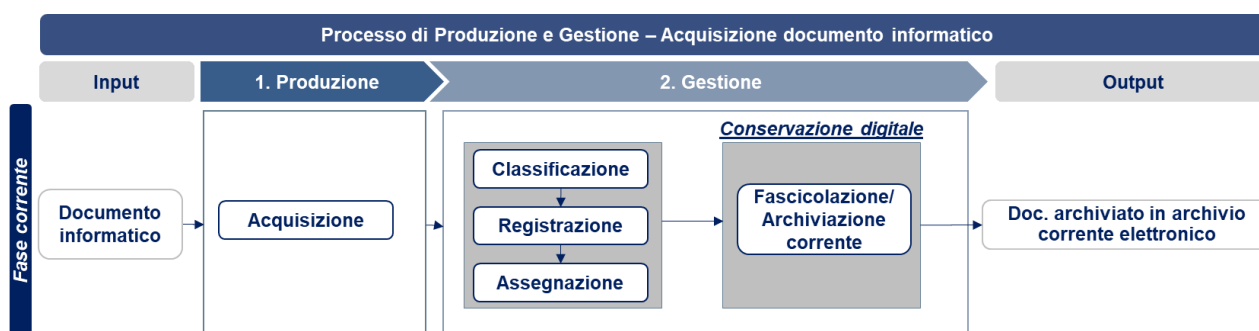 Processo di Produzione e Gestione – Acquisizione documento informatico
Input
1. Produzione
2. Gestione
Output
Fase corrente
Documento
informatico
Acquisizione
Classificazione
Registrazione
Assegnazione
Conservazione digitale
Fascicolazione/
Archiviazione
corrente
Doc. archiviato in archivio
corrente elettronico